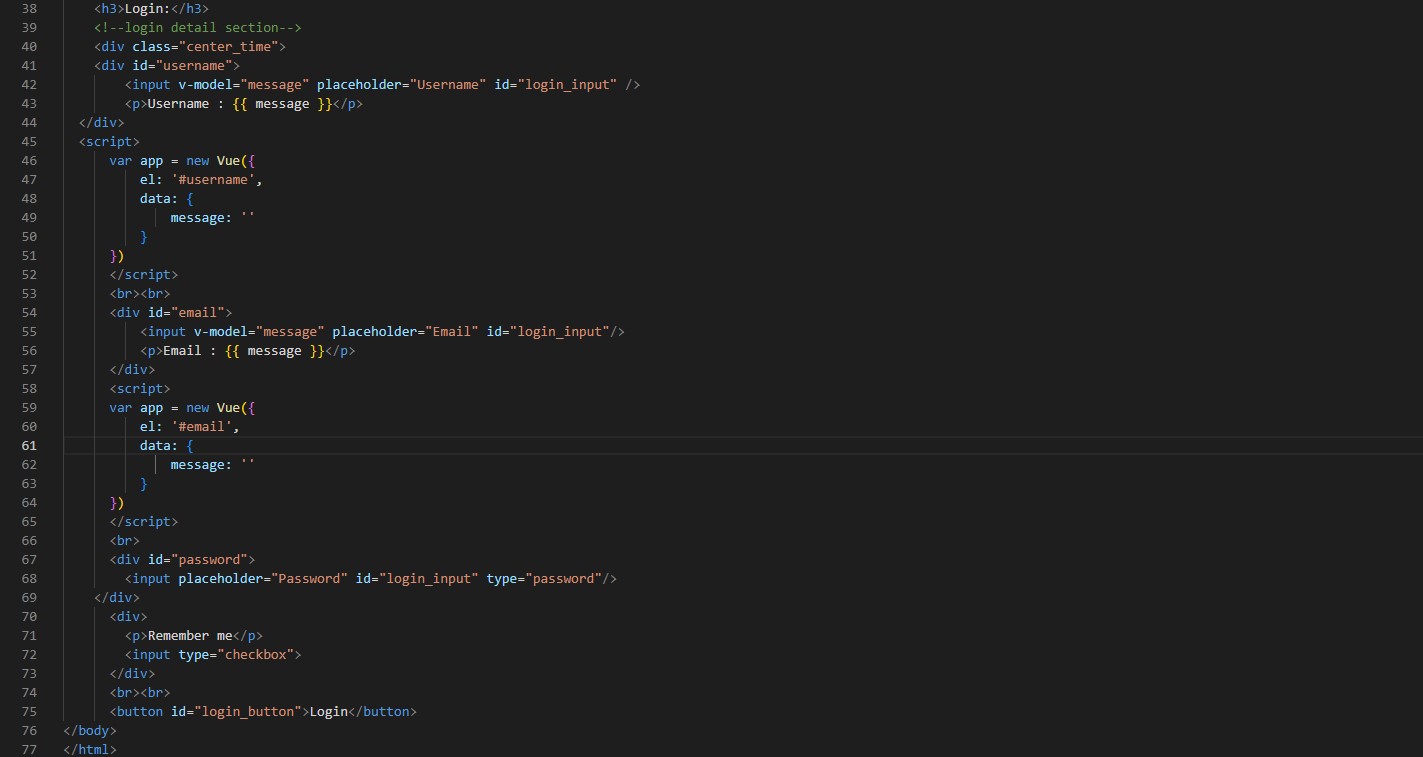 38 <h3>Login:</h3>
39 <!--login detail section-->
40 <div class="center_time">
41 <div id="username">
42 <input v-model="message" placeholder="Username" id="login_input" />
43 <p>Username : {{ message }}</p>
44 </div>
45 <script>
46 var app = new Vue({
47 el: '#username',
48 data: {
49 message: ''
50 }
51 })
52 </script>
53 <br><br>
54 <div id="email">
55 <input v-model="message" placeholder="Email" id="login_input"/>
56 <p>Email : {{ message }}</p>
57 </div>
58 <script>
59 var app = new Vue({
60 el: '#email',
61 data: {
62 message: ''
63 }
64 })
65 </script>
66 <br>
67 <div id="password">
68 <input placeholder="Password" id="login_input" type="password"/>
69 </div>
70 <div>
71 <p>Remember me</p>
72 <input type="checkbox">
73 </div>
74 <br><br>
75 <button id="login_button">Login</button>
76 </body>
77 </html>